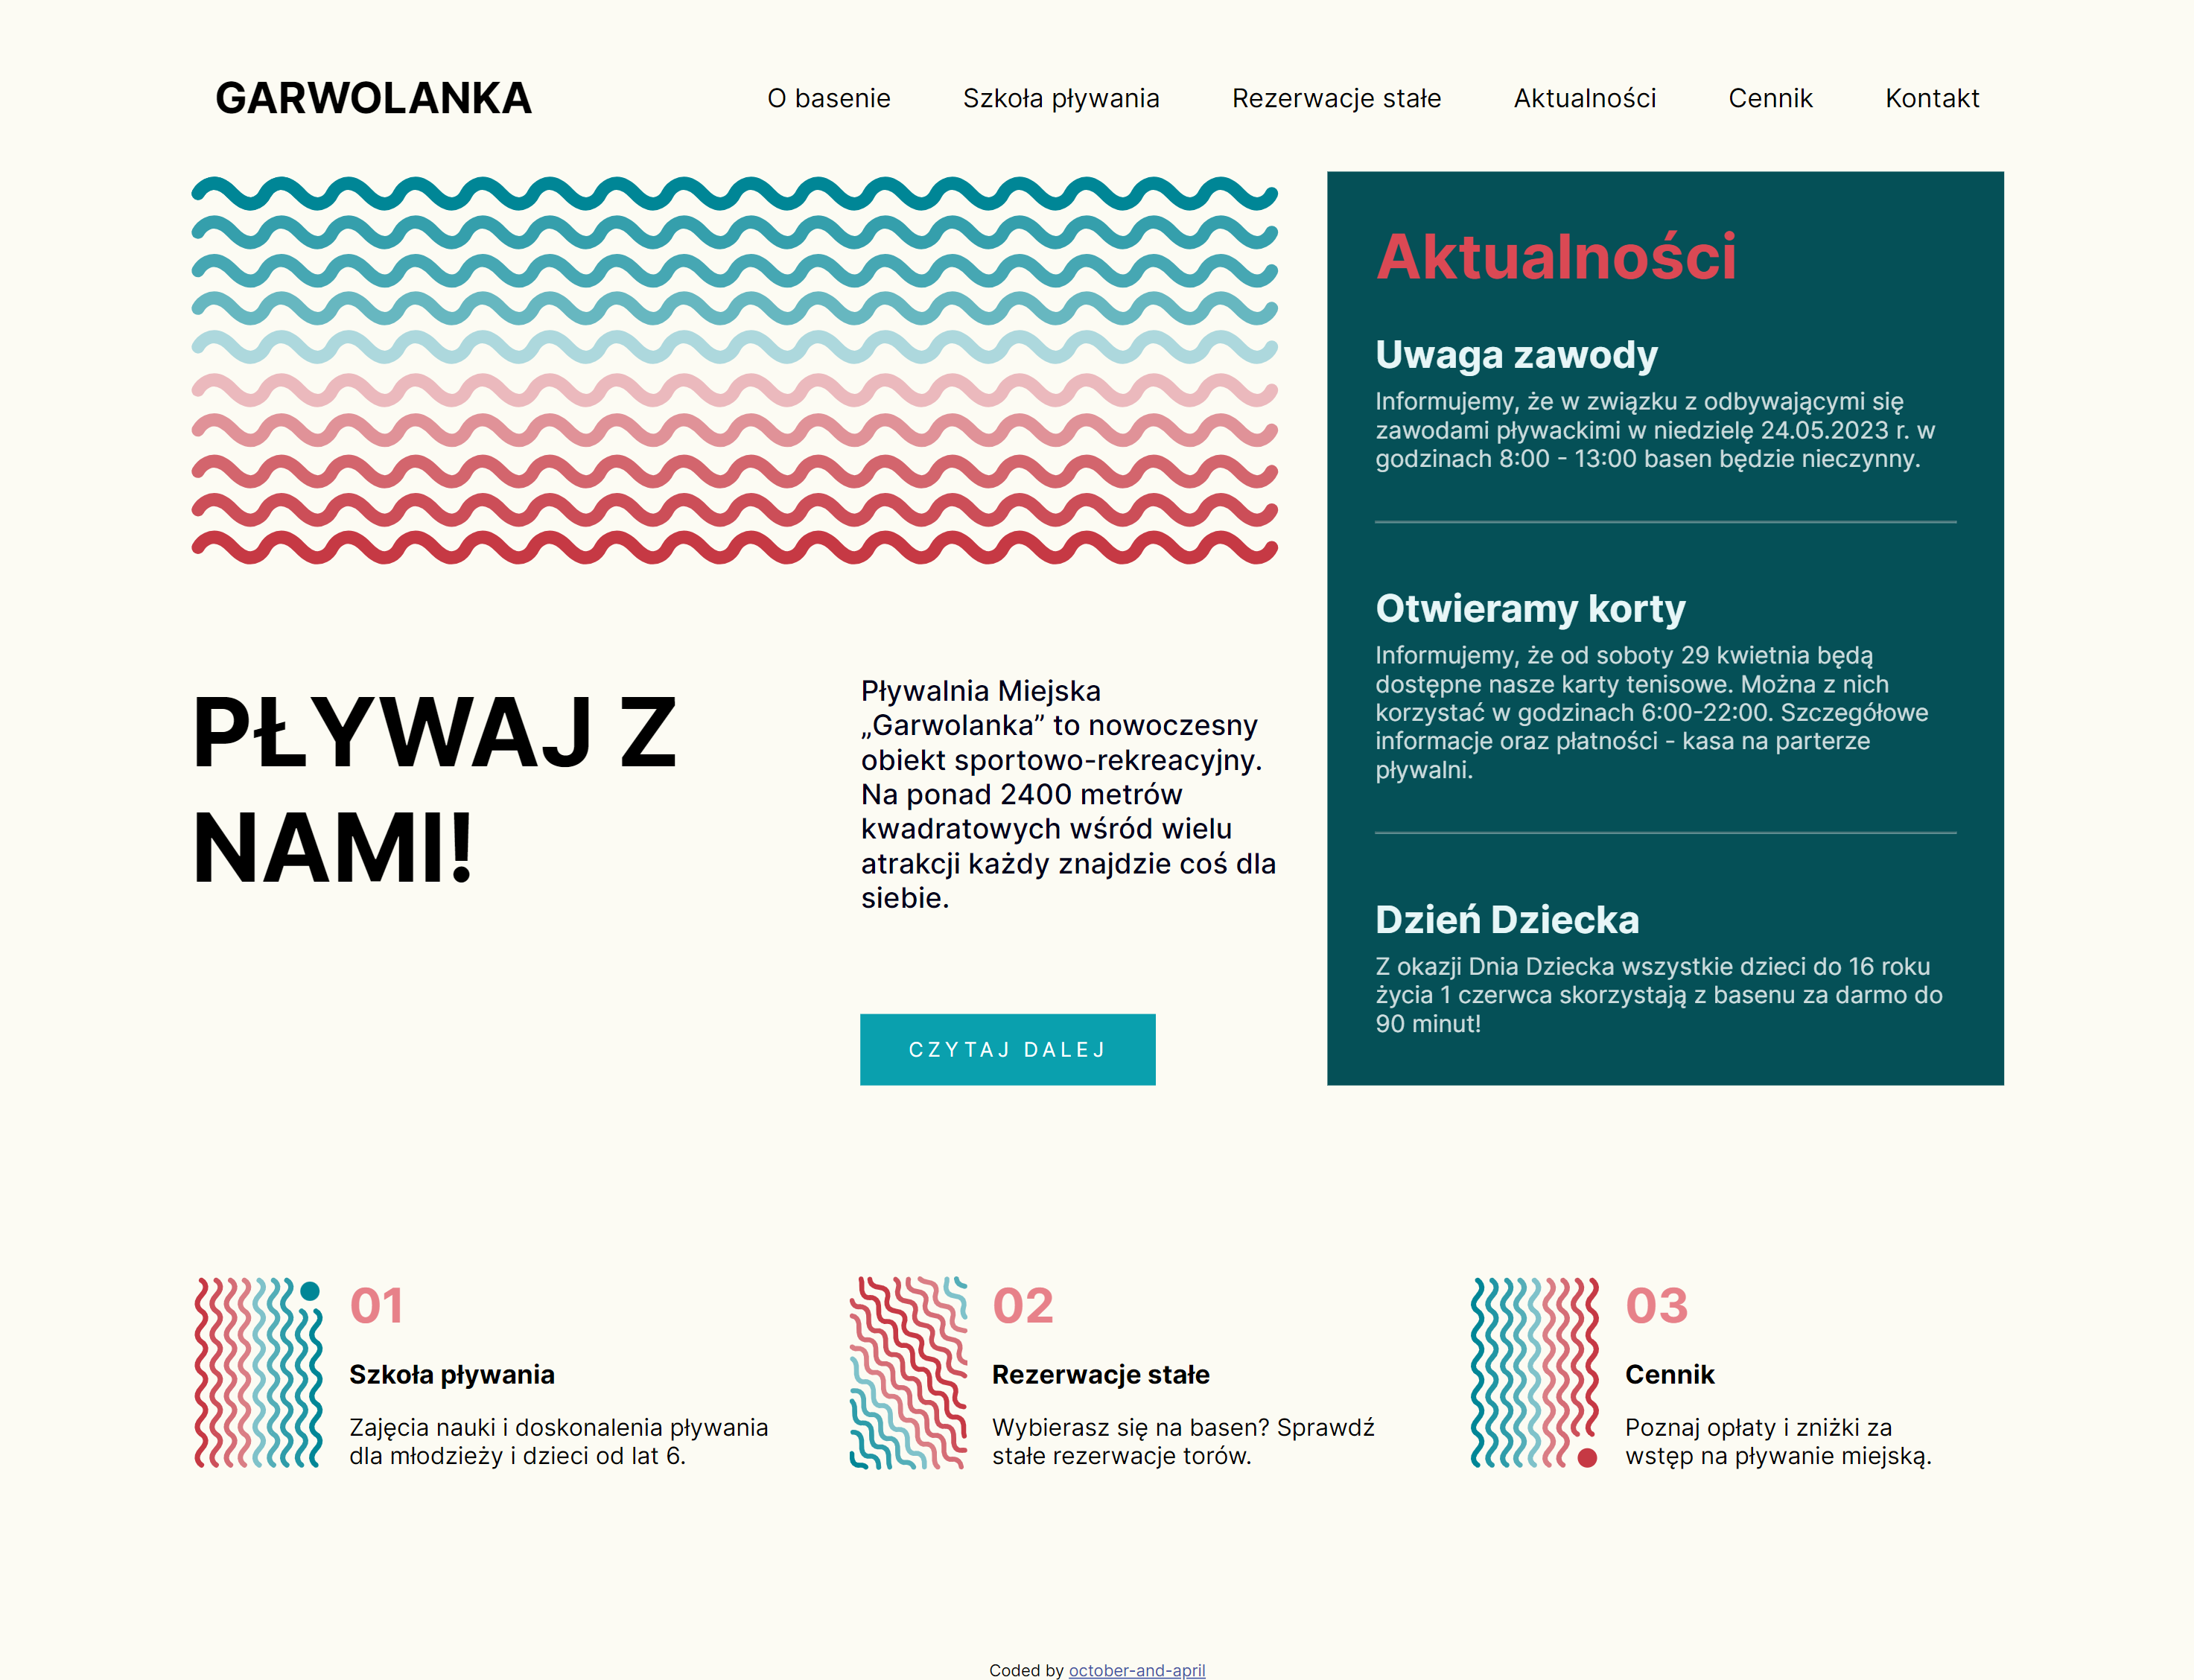 GARWOLANKA
O basenie
Szkoła pływania
Rezerwacje stałe
Aktualności
Cennik
Kontakt
PŁYWAJ Z
NAMI!
Pływalnia Miejska
„Garwolanka” to nowoczesny
obiekt sportowo-rekreacyjny.
Na ponad 2400 metrów
kwadratowych wśród wielu
atrakcji każdy znajdzie coś dla
siebie.
CZYTAJ DALEJ
Aktualności
Uwaga zawody
Informujemy, że w związku z odbywającymi się
zawodami pływackimi w niedzielę 24.05.2023 r. w
godzinach 8:00 - 13:00 basen będzie nieczynny.
Otwieramy korty
Informujemy, że od soboty 29 kwietnia będą
dostępne nasze karty tenisowe. Można z nich
korzystać w godzinach 6:00-22:00. Szczegółowe
informacje oraz płatności - kasa na parterze
pływalni.
Dzień Dziecka
Z okazji Dnia Dziecka wszystkie dzieci do 16 roku
życia 1 czerwca skorzystają z basenu za darmo do
90 minut!
01
Szkoła pływania
Zajęcia nauki i doskonalenia pływania
dla młodzieży i dzieci od lat 6.
02
Rezerwacje stałe
Wybierasz się na basen? Sprawdź
stałe rezerwacje torów.
03
Cennik
Poznaj opłaty i zniżki za
wstęp na pływanie miejską.
Coded by october-and-april